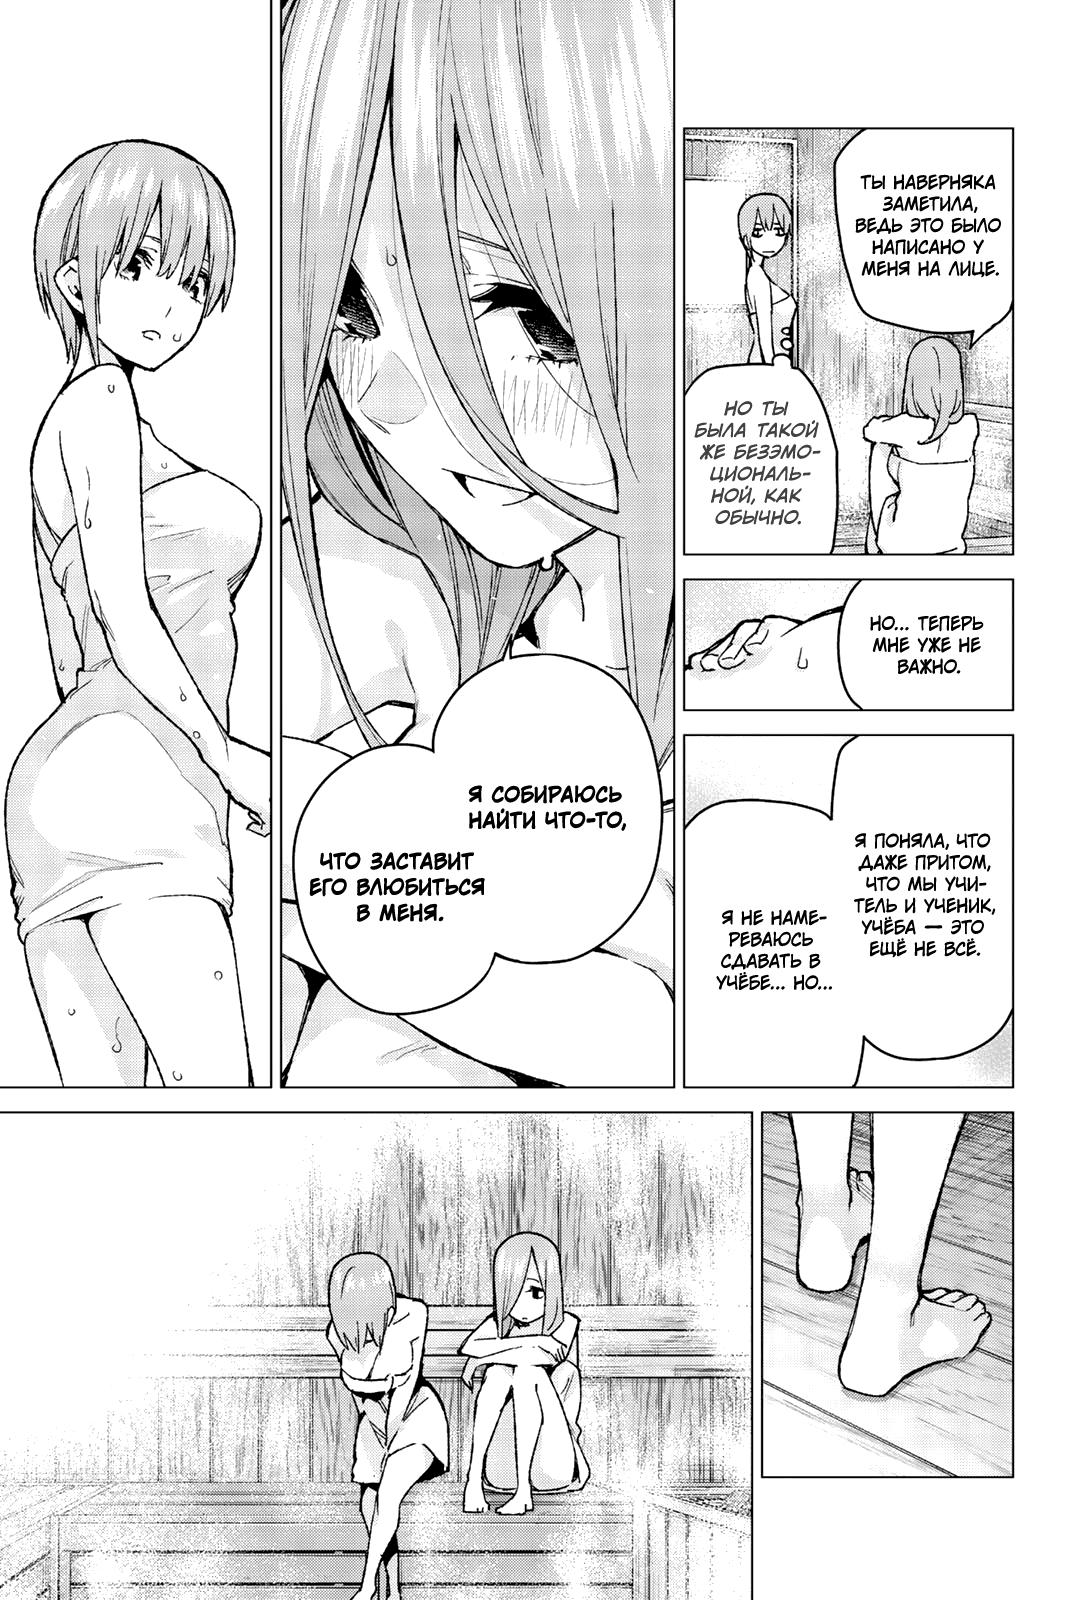 ТЫ НАВЕРНЯКА
ЗАМЕТИЛА,
ВЕДЬ ЭТО БЫЛО
НАПИСАНО У
МЕНЯ НА ЛИЦЕ.
НО ТЫ
БЫЛА ТАКОЙ
ЖЕ БЕЗЭМО-
ЦИОНАЛЬ-
НОЙ, КАК
ОБЫЧНО.
НО... ТЕПЕРЬ
МНЕ УЖЕ НЕ
ВАЖНО.
Я ПОНЯЛА, ЧТО
ДАЖЕ ПРИТОМ,
ЧТО МЫ УЧИ-
ТЕЛЬ И УЧЕНИК,
УЧЁБА — ЭТО
ЕЩЁ НЕ ВСЁ.
Я НЕ НАМЕ-
РЕВАЮСЬ
СДАВАТЬ В
УЧЁБЕ... НО...
Я СОБИРАЮСЬ
НАЙТИ ЧТО-ТО,
ЧТО ЗАСТАВИТ
ЕГО ВЛЮБИТЬСЯ
В МЕНЯ.